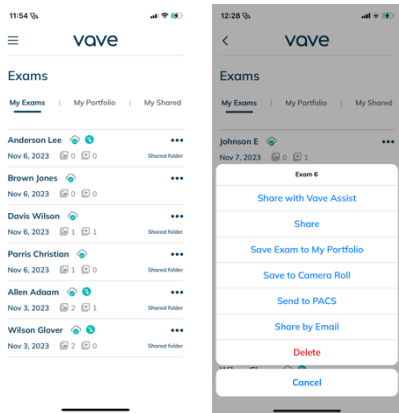 11:54
vave
Exams
My Exams | My Portfolio | My Shared
Anderson Lee
Nov 6, 2023 0 0 Shared folder
Brown Jones
Nov 6, 2023 0 0
Davis Wilson
Nov 6, 2023 1 1 Shared folder
Parris Christian
Nov 6, 2023 1 0
Allen Adaam
Nov 3, 2023 2 1 Shared folder
Wilson Glover
Nov 3, 2023 2 0 Shared folder
12:28
vave
Exams
My Exams | My Portfolio | My Shared
Johnson E
Nov 7, 2023 0 1
Exam 6
Share with Vave Assist
Share
Save Exam to My Portfolio
Save to Camera Roll
Send to PACS
Share by Email
Delete
Cancel